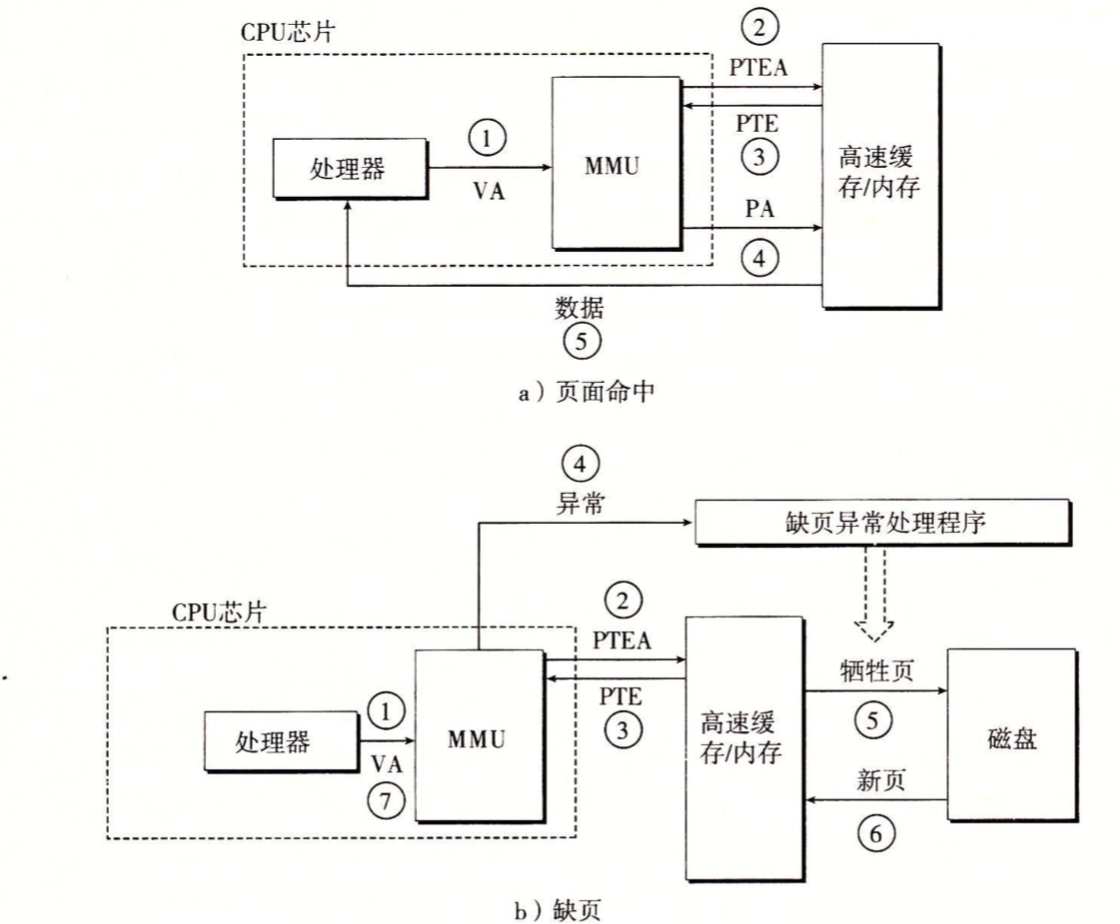 CPU芯片
②
PTEA
①
处理器
VA
MMU
PTE
③
高速缓
存/内存
PA
④
数据
⑤
a）页面命中
④
异常
缺页异常处理程序
CPU芯片
②
PTEA
①
处理器
VA
⑦
MMU
PTE
③
高速缓
存/内存
牺牲页
⑤
磁盘
新页
⑥
b）缺页